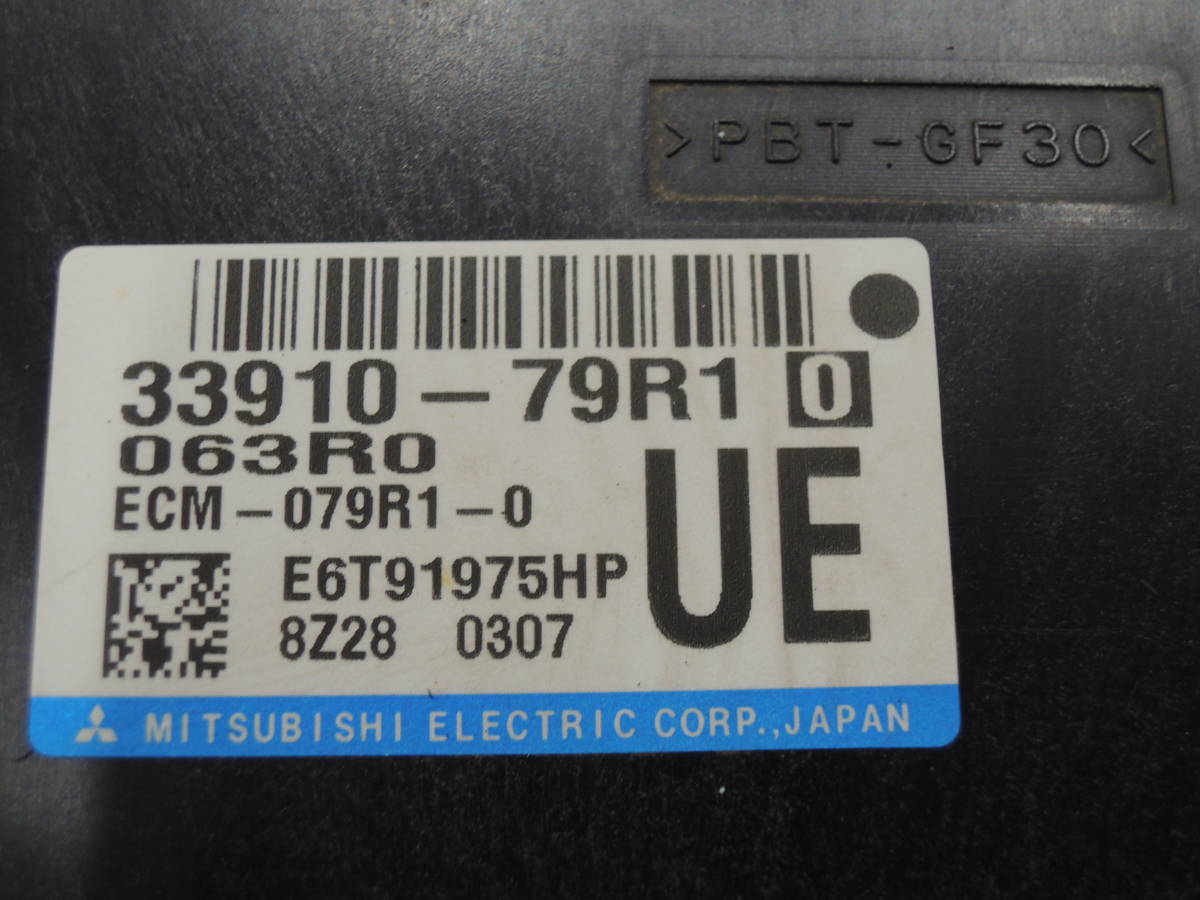 >PBT-GF30<
33910-79R1 0
063R0
ECM-079R1-0
UE
E6T91975HP
8Z28 0307
MITSUBISHI ELECTRIC CORP.,JAPAN